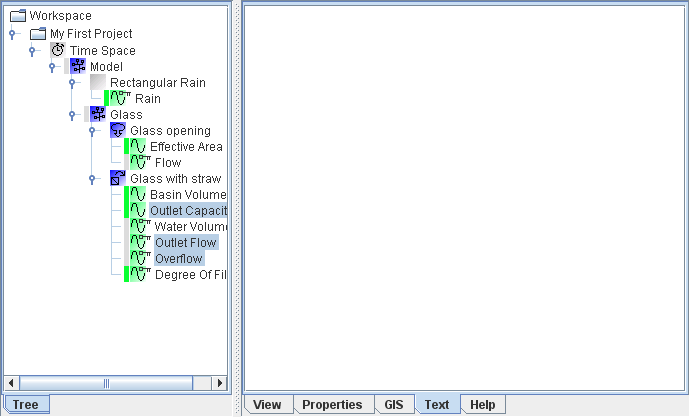 Workspace
My First Project
Time Space
Model
Rectangular Rain
Rain
Glass
Glass opening
Effective Area
Flow
Glass with straw
Basin Volume
Outlet Capacit
Water Volum
Outlet Flow
Overflow
Degree Of Fil
Tree
View Properties GIS Text Help